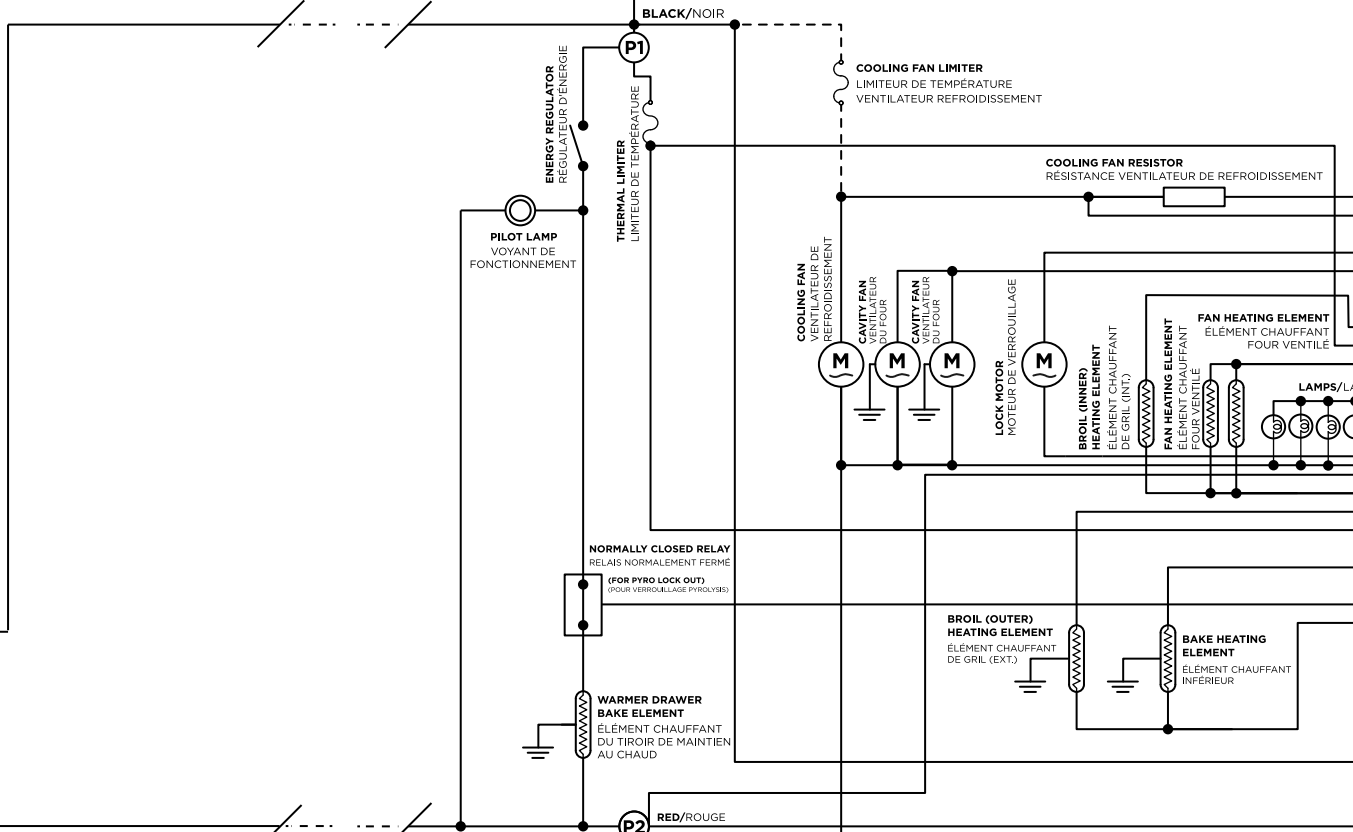 BLACK/NOIR
P1
ENERGY REGULATOR
RÉGULATEUR D'ÉNERGIE
THERMAL LIMITER
LIMITEUR DE TEMPÉRATURE
COOLING FAN LIMITER
LIMITEUR DE TEMPÉRATURE
VENTILATEUR REFROIDISSEMENT
COOLING FAN RESISTOR
RÉSISTANCE VENTILATEUR DE REFROIDISSEMENT
PILOT LAMP
VOYANT DE
FONCTIONNEMENT
COOLING FAN
VENTILATEUR DE
REFROIDISSEMENT
M
CAVITY FAN
VENTILATEUR
DU FOUR
M
CAVITY FAN
VENTILATEUR
DU FOUR
M
LOCK MOTOR
MOTEUR DE VERROUILLAGE
M
BROIL (INNER)
HEATING ELEMENT
ÉLÉMENT CHAUFFANT
DE GRIL (INT.)
FAN HEATING ELEMENT
ÉLÉMENT CHAUFFANT
FOUR VENTILÉ
FAN HEATING ELEMENT
ÉLÉMENT CHAUFFANT
FOUR VENTILÉ
LAMPS/LA
NORMALLY CLOSED RELAY
RELAIS NORMALEMENT FERMÉ
(FOR PYRO LOCK OUT)
(POUR VERROUILLAGE PYROLYSIS)
BROIL (OUTER)
HEATING ELEMENT
ÉLÉMENT CHAUFFANT
DE GRIL (EXT.)
BAKE HEATING
ELEMENT
ÉLÉMENT CHAUFFANT
INFÉRIEUR
WARMER DRAWER
BAKE ELEMENT
ÉLÉMENT CHAUFFANT
DU TIROIR DE MAINTIEN
AU CHAUD
P2
RED/ROUGE